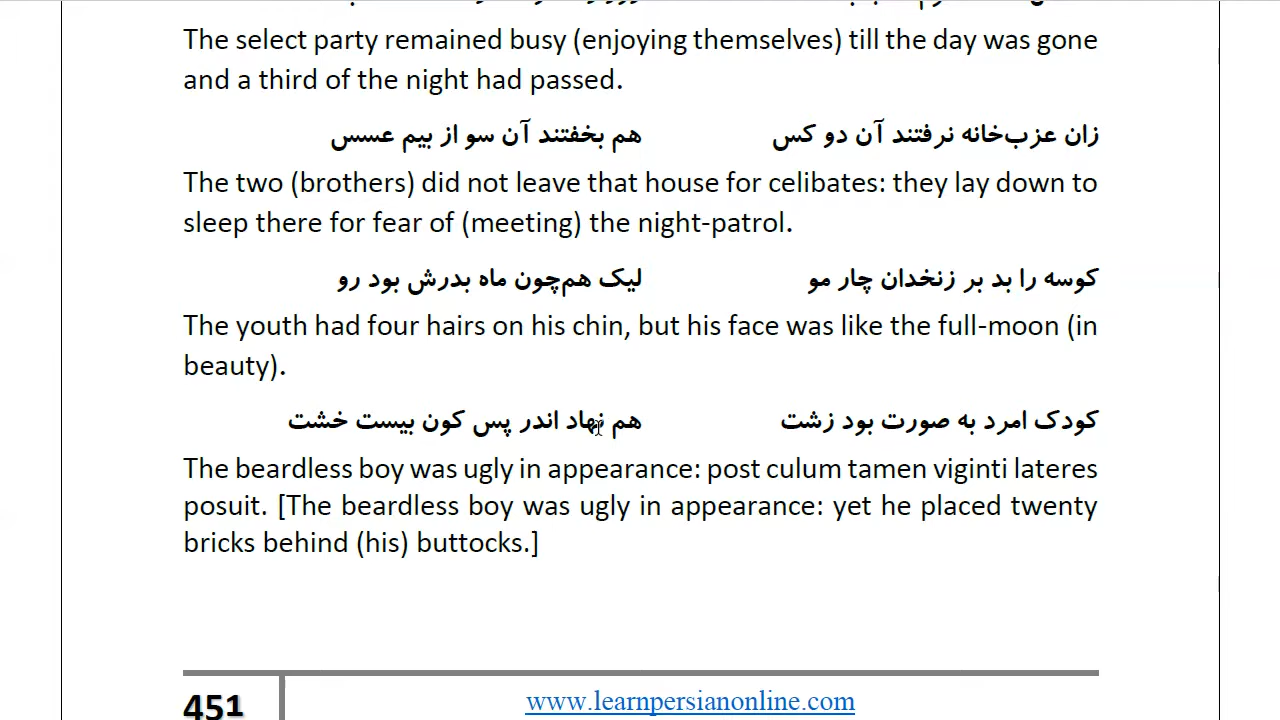 The select party remained busy (enjoying themselves) till the day was gone
and a third of the night had passed.
زان عزب‌خانه نرفتند آن دو کس هم بخفتند آن سو از بیم عسس
The two (brothers) did not leave that house for celibates: they lay down to
sleep there for fear of (meeting) the night-patrol.
کوسه را بد بر زنخدان چار مو لیک هم‌چون ماه بدرش بود رو
The youth had four hairs on his chin, but his face was like the full-moon (in
beauty).
کودک امرد به صورت بود زشت هم نهاد اندر پس کون بیست خشت
The beardless boy was ugly in appearance: post culum tamen viginti lateres
posuit. [The beardless boy was ugly in appearance: yet he placed twenty
bricks behind (his) buttocks.]
451 www.learnpersianonline.com